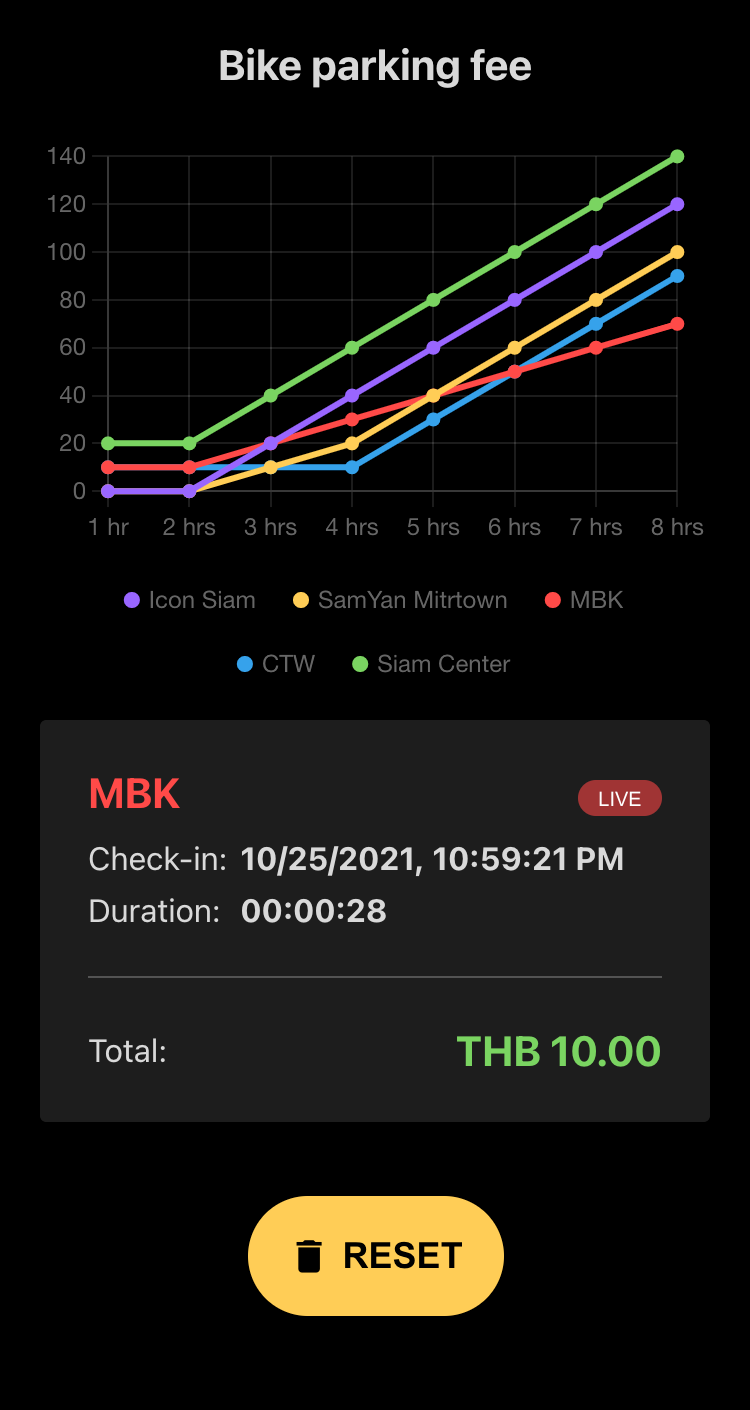 Bike parking fee
140
120
100
80
60
40
20
0
1 hr 2 hrs 3 hrs 4 hrs 5 hrs 6 hrs 7 hrs 8 hrs
Icon Siam SamYan Mitrtown MBK
CTW Siam Center
MBK LIVE
Check-in: 10/25/2021, 10:59:21 PM
Duration: 00:00:28
Total: THB 10.00
RESET